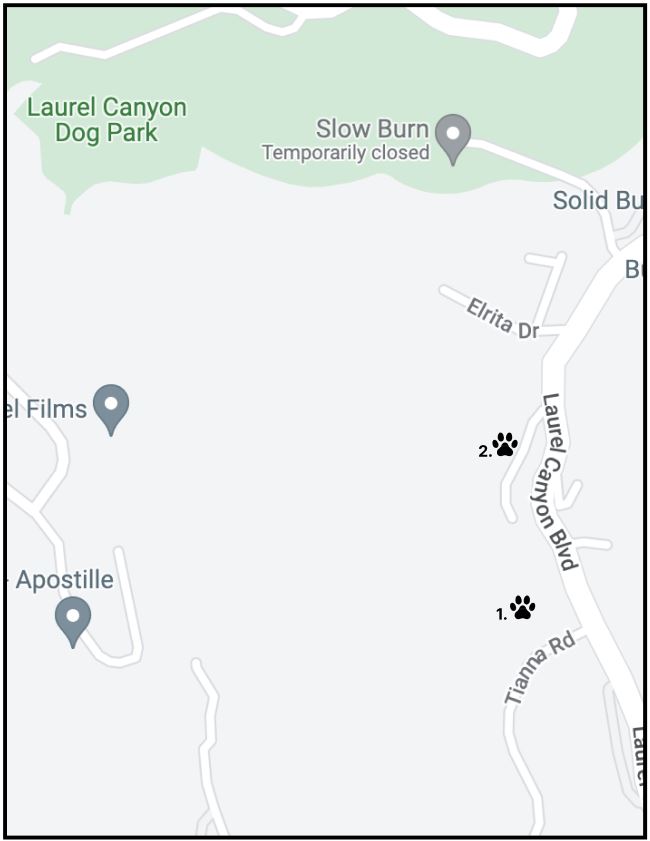 Laurel Canyon
Dog Park
Slow Burn
Temporarily closed
Solid Bu
Elrita Dr
el Films
Laurel Canyon Blvd
2.
Apostille
1.
Tianna Rd
Laurel